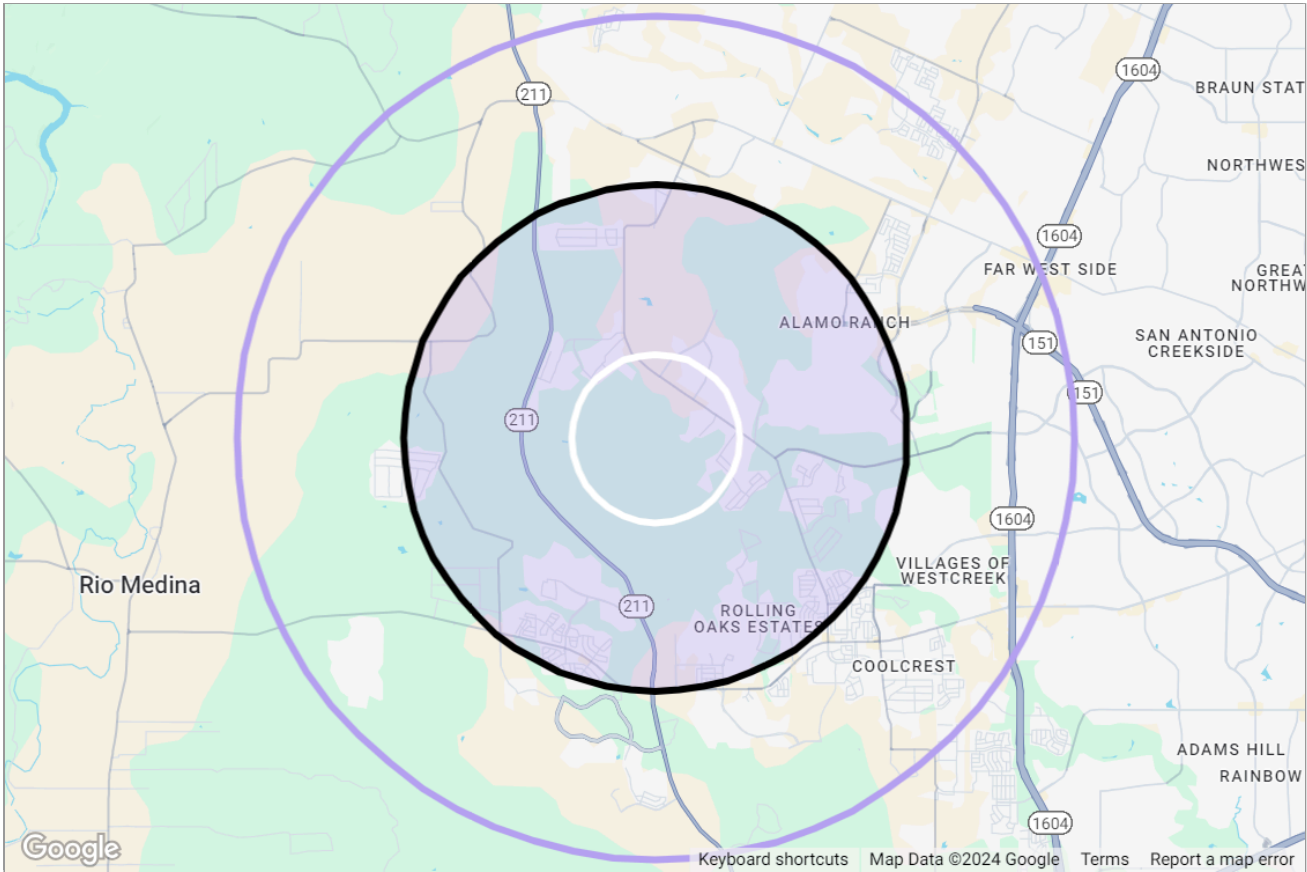 1604
BRAUN STAT
211
NORTHWES
1604
FAR WEST SIDE
GREA
NORTHW
ALAMO RANCH
151
SAN ANTONIO
CREEKSIDE
151
211
1604
VILLAGES OF
WESTCREEK
Rio Medina
211
ROLLING
OAKS ESTATES
COOLCREST
ADAMS HILL
RAINBOW
1604
Google
Keyboard shortcuts Map Data ©2024 Google Terms Report a map error